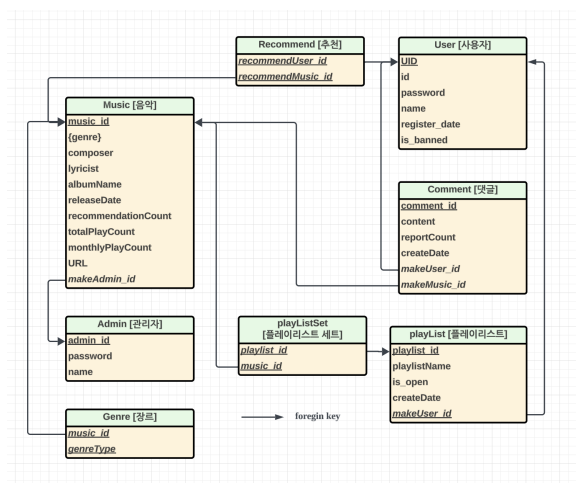 Recommend [추천]
recommendUser_id
recommendMusic_id
User [사용자]
UID
id
password
name
register_date
is_banned
Music [음악]
music_id
{genre}
composer
lyricist
albumName
releaseDate
recommendationCount
totalPlayCount
monthlyPlayCount
URL
makeAdmin_id
Comment [댓글]
comment_id
content
reportCount
createDate
makeUser_id
makeMusic_id
Admin [관리자]
admin_id
password
name
playListSet
[플레이리스트 세트]
playlist_id
music_id
playList [플레이리스트]
playlist_id
playlistName
is_open
createDate
makeUser_id
Genre [장르]
music_id
genreType
foregin key